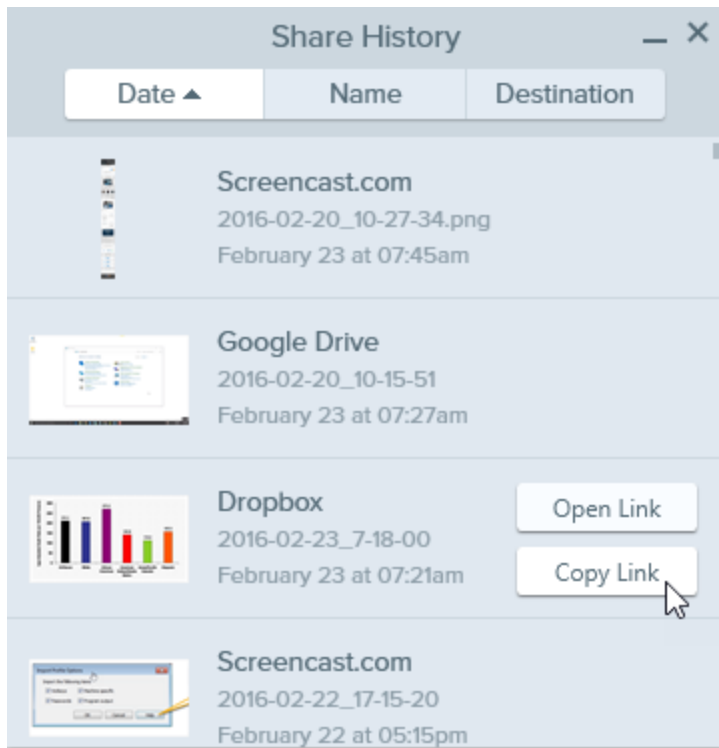 Share History
Date Name Destination
Screencast.com
2016-02-20_10-27-34.png
February 23 at 07:45am
Google Drive
2016-02-20_10-15-51
February 23 at 07:27am
Dropbox
2016-02-23_7-18-00
February 23 at 07:21am
Open Link
Copy Link
Screencast.com
2016-02-22_17-15-20
February 22 at 05:15pm